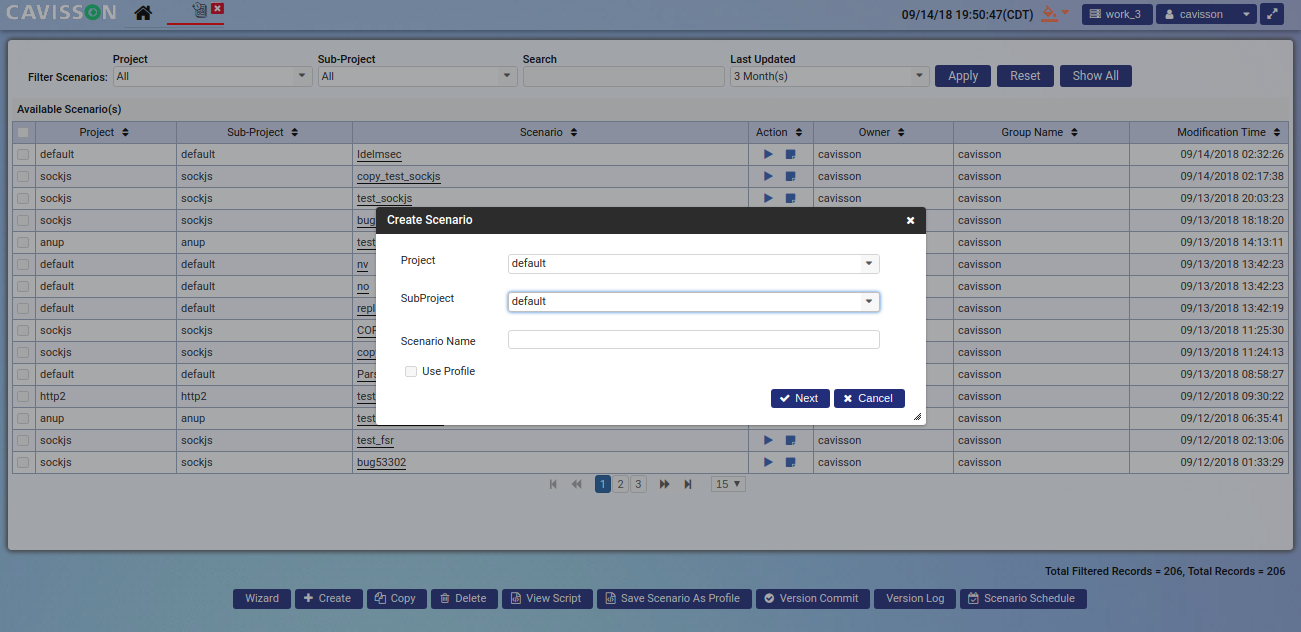 CAVISSON
09/14/18 19:50:47(CDT) work_3 cavisson
Project Sub-Project Search Last Updated
Filter Scenarios: All All 3 Month(s) Apply Reset Show All
Available Scenario(s)
Project Sub-Project Scenario Action Owner Group Name Modification Time
default default Idelmsec cavisson cavisson 09/14/2018 02:32:26
sockjs sockjs copy_test_sockjs cavisson cavisson 09/14/2018 02:17:38
sockjs sockjs test_sockjs cavisson cavisson 09/13/2018 20:03:23
sockjs sockjs bug cavisson 09/13/2018 18:18:20
anup anup test cavisson 09/13/2018 14:13:11
default default nv cavisson 09/13/2018 13:42:23
default default no cavisson 09/13/2018 13:42:23
default default repl cavisson 09/13/2018 13:42:19
sockjs sockjs COP cavisson 09/13/2018 11:25:30
sockjs sockjs cop cavisson 09/13/2018 11:24:13
default default Pars cavisson 09/13/2018 08:58:27
http2 http2 test cavisson 09/12/2018 09:30:22
anup anup test cavisson 09/12/2018 06:35:41
sockjs sockjs test_fsr cavisson cavisson 09/12/2018 02:13:06
sockjs sockjs bug53302 cavisson cavisson 09/12/2018 01:33:29
Create Scenario
Project default
SubProject default
Scenario Name
Use Profile
Next Cancel
1 2 3 15
Total Filtered Records = 206, Total Records = 206
Wizard Create Copy Delete View Script Save Scenario As Profile Version Commit Version Log Scenario Schedule